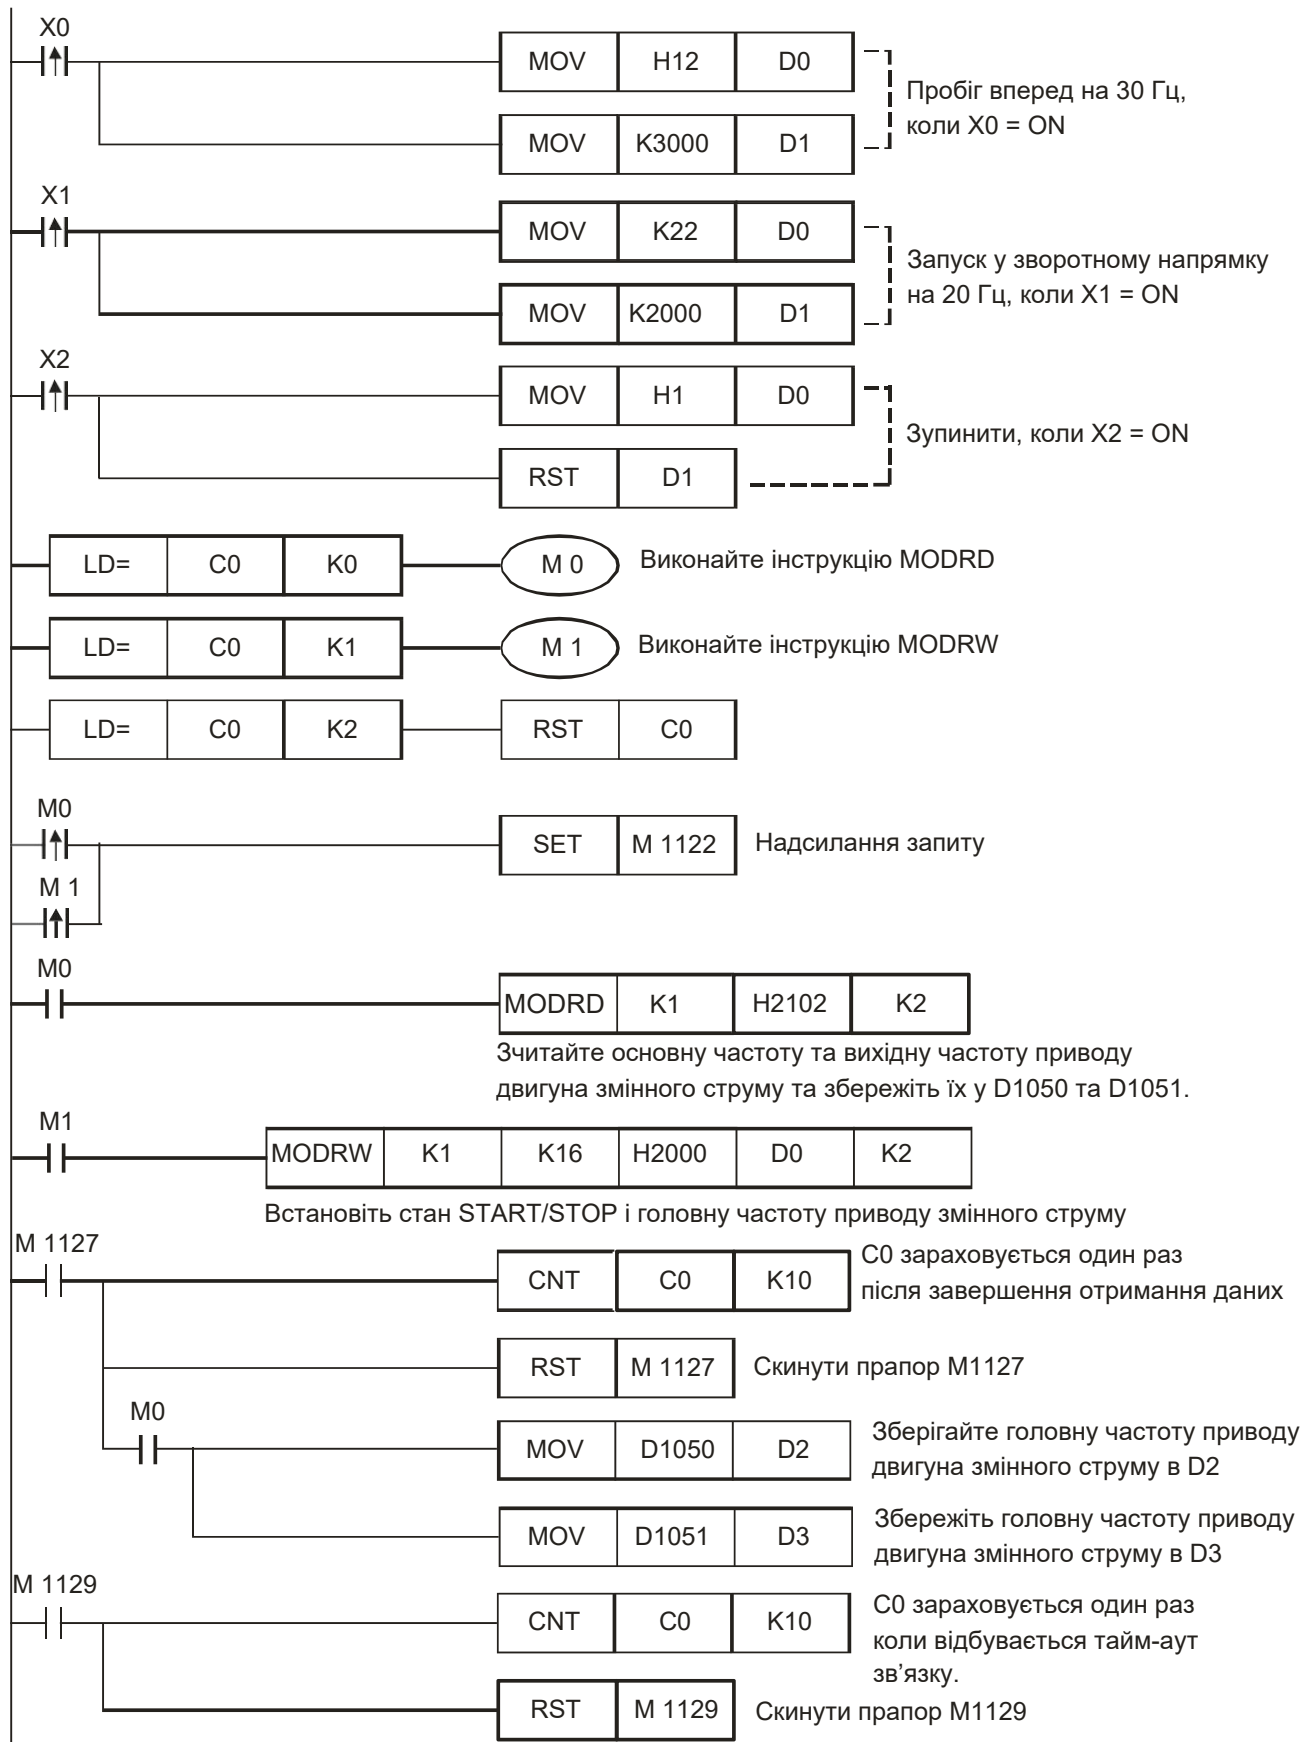 X0
MOV H12 D0
Пробіг вперед на 30 Гц,
коли X0 = ON
MOV K3000 D1
X1
MOV K22 D0
Запуск у зворотному напрямку
на 20 Гц, коли X1 = ON
MOV K2000 D1
X2
MOV H1 D0
Зупинити, коли X2 = ON
RST D1
LD= C0 K0 M 0 Виконайте інструкцію MODRD
LD= C0 K1 M 1 Виконайте інструкцію MODRW
LD= C0 K2 RST C0
M0
SET M 1122 Надсилання запиту
M 1
M0
MODRD K1 H2102 K2
Зчитайте основну частоту та вихідну частоту приводу
двигуна змінного струму та збережіть їх у D1050 та D1051.
M1
MODRW K1 K16 H2000 D0 K2
Встановіть стан START/STOP і головну частоту приводу змінного струму
M 1127
CNT C0 K10
C0 зараховується один раз
після завершення отримання даних
RST M 1127 Скинути прапор M1127
M0
MOV D1050 D2
Зберігайте головну частоту приводу
двигуна змінного струму в D2
MOV D1051 D3
Збережіть головну частоту приводу
двигуна змінного струму в D3
M 1129
CNT C0 K10
C0 зараховується один раз
коли відбувається тайм-аут
зв’язку.
RST M 1129 Скинути прапор M1129